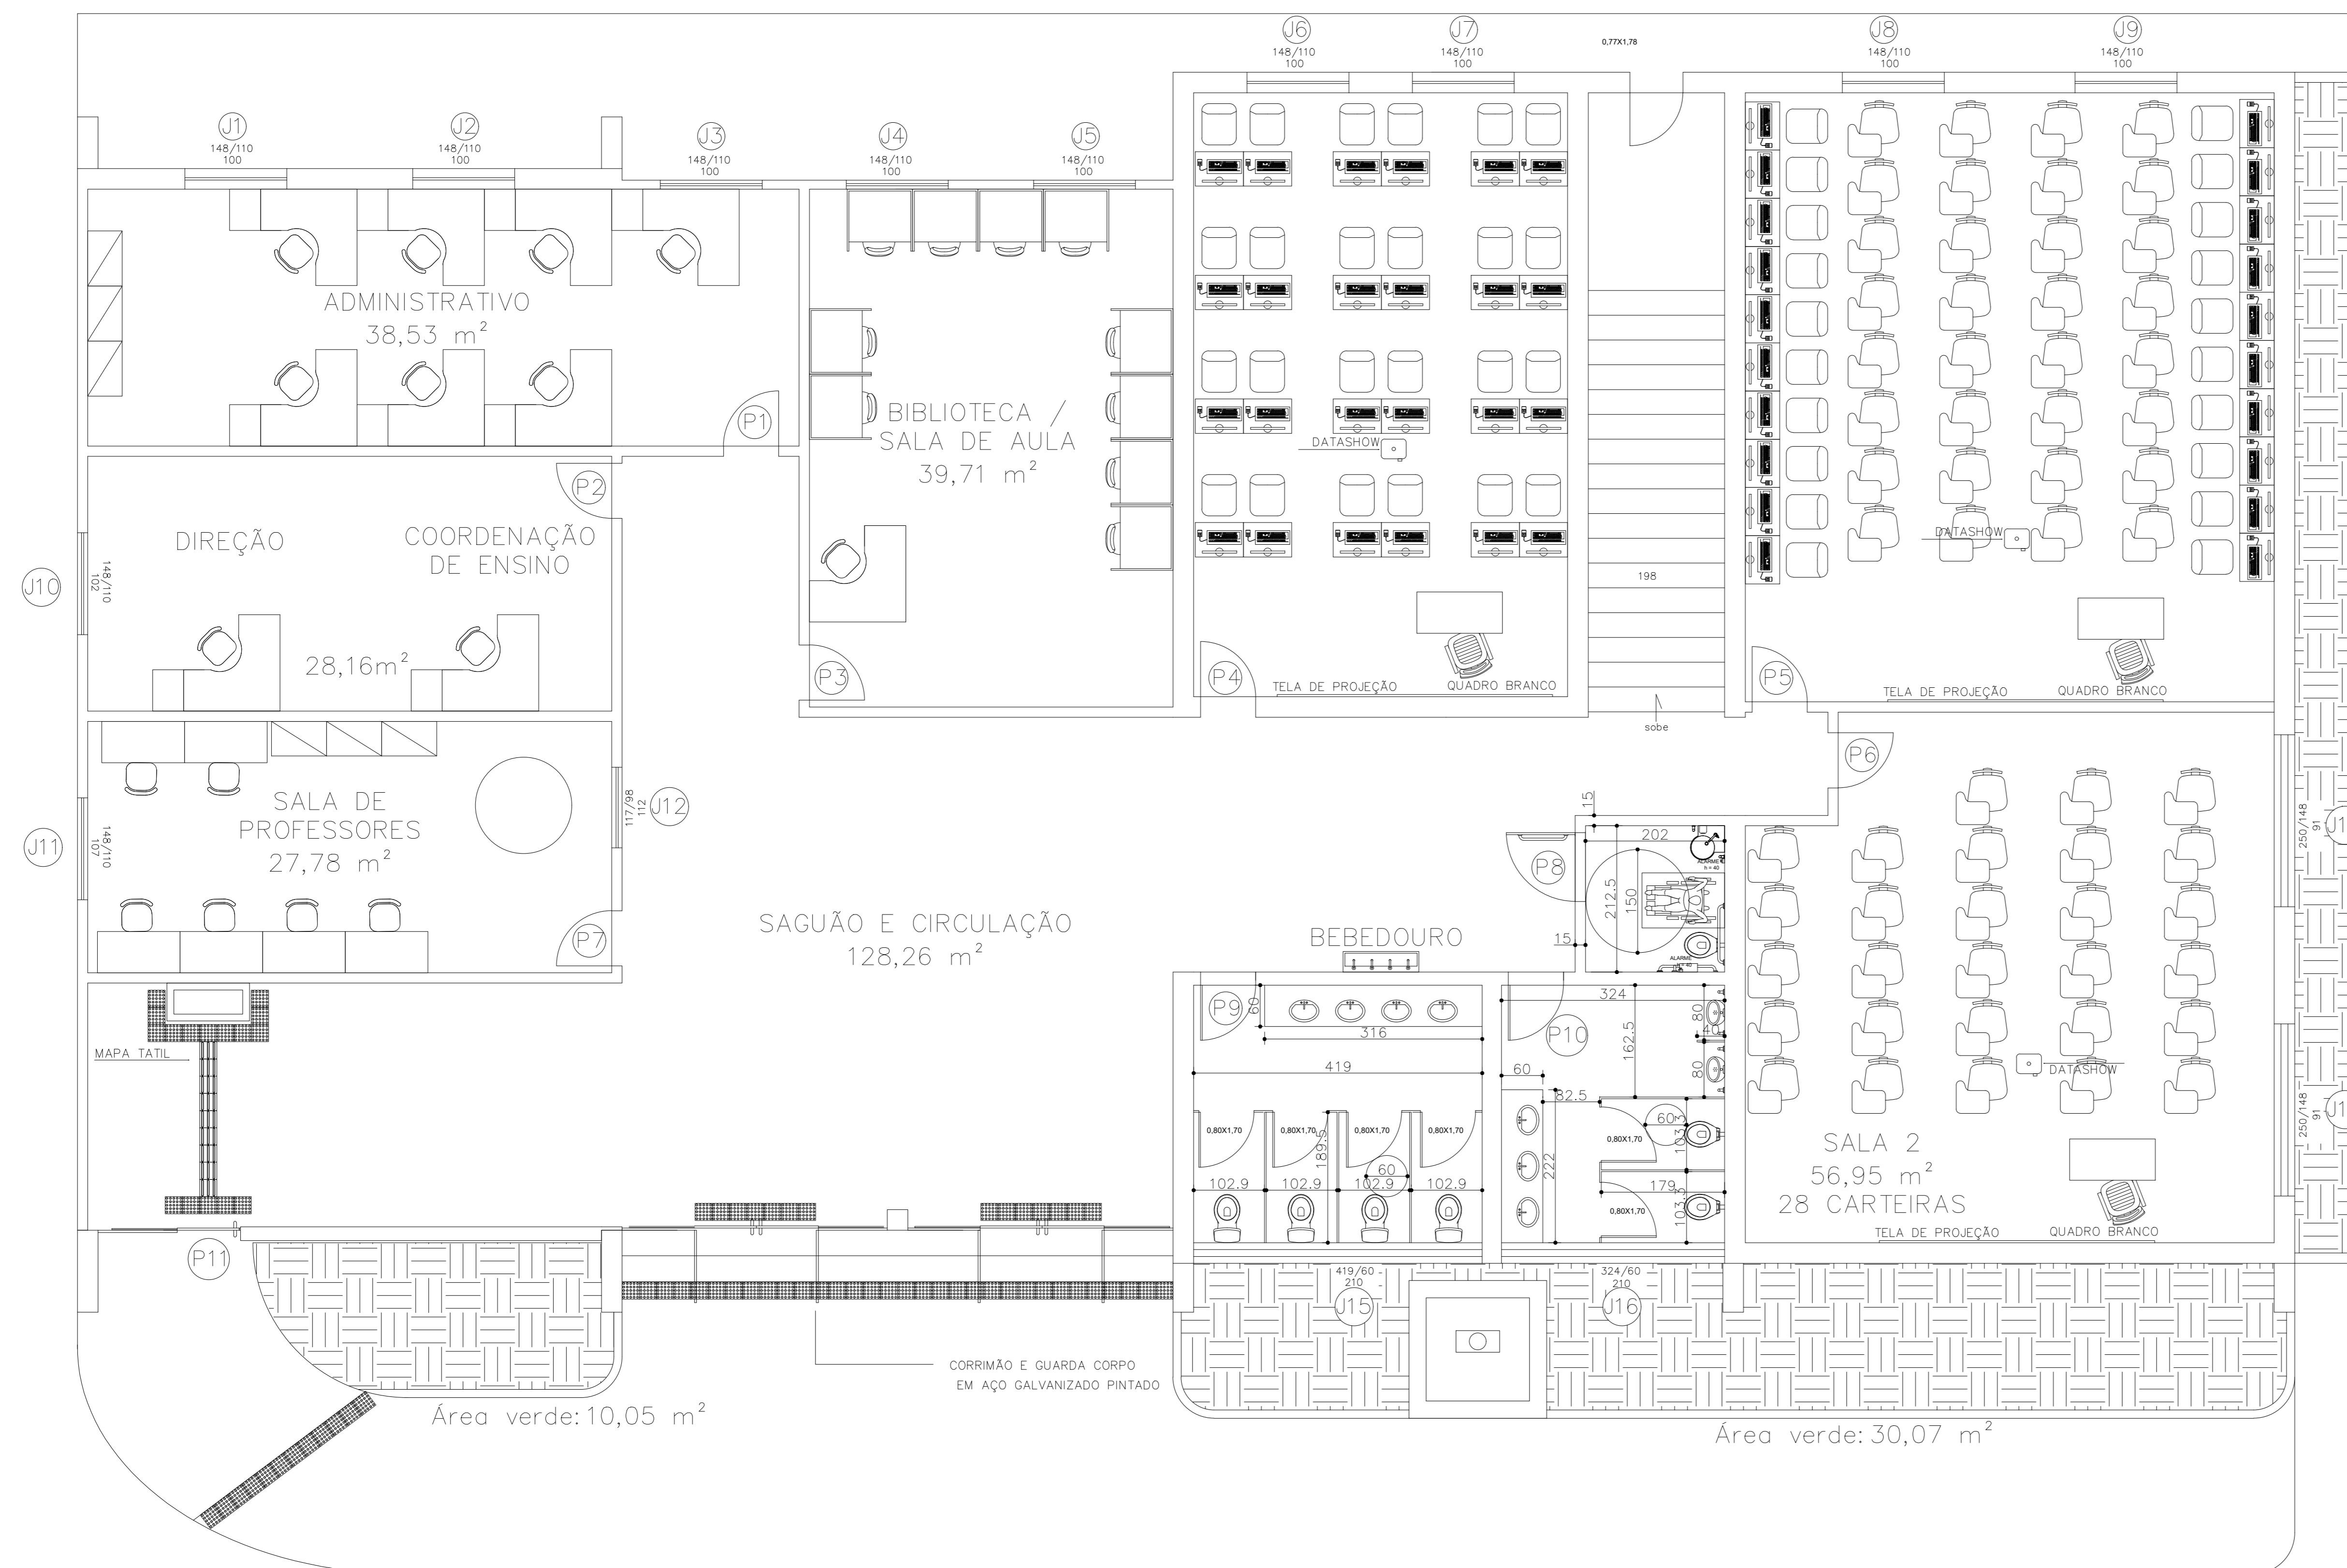 J6
148/110
100
J7
148/110
100
0,77X1,78
J8
148/110
100
J9
148/110
100
J1
148/110
100
J2
148/110
100
J3
148/110
100
J4
148/110
100
J5
148/110
100
ADMINISTRATIVO
38,53 m²
P1
BIBLIOTECA /
SALA DE AULA
39,71 m²
DATASHOW
P2
DIREÇÃO
COORDENAÇÃO
DE ENSINO
DATASHOW
J10
148/110
102
198
28,16m²
P3
P4
P5
TELA DE PROJEÇÃO
QUADRO BRANCO
TELA DE PROJEÇÃO
QUADRO BRANCO
sobe
P6
SALA DE
PROFESSORES
27,78 m²
117/98
112
J12
J11
148/110
107
15
202
250/148
91
J1
ALARME
h = 40
P8
212.5
150
SAGUÃO E CIRCULAÇÃO
128,26 m²
BEBEDOURO
P7
15
ALARME
h = 40
P9
60
316
324
80
40
P10
162.5
MAPA TATIL
419
60
80
DATASHOW
82.5
0,80X1,70
0,80X1,70
0,80X1,70
0,80X1,70
189.5
60
103.3
0,80X1,70
250/148
91
J1
SALA 2
56,95 m²
28 CARTEIRAS
60
222
102.9
102.9
102.9
102.9
179
103.3
0,80X1,70
TELA DE PROJEÇÃO
QUADRO BRANCO
P11
419/60
210
J15
324/60
210
J16
CORRIMÃO E GUARDA CORPO
EM AÇO GALVANIZADO PINTADO
Área verde: 10,05 m²
Área verde: 30,07 m²